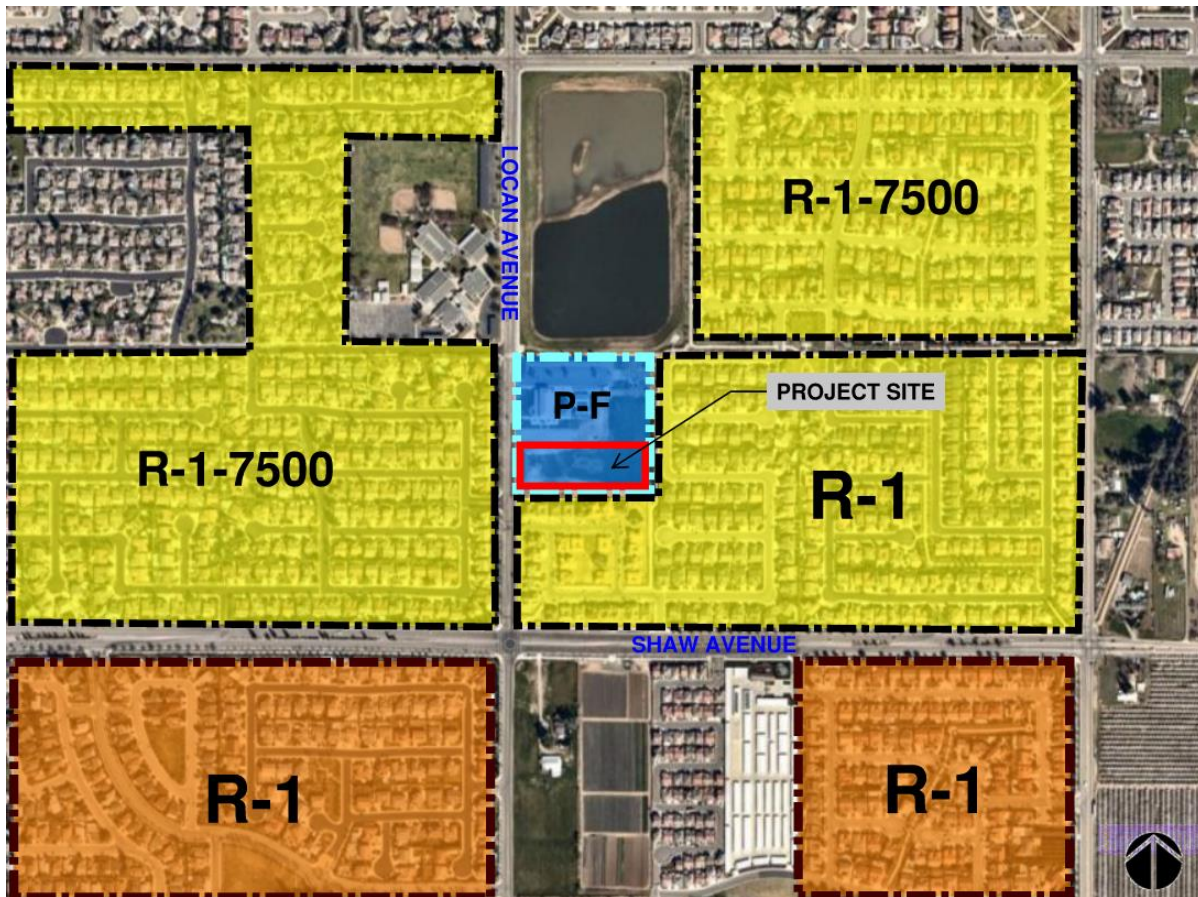 LOCAN AVENUE
R-1-7500
P-F
PROJECT SITE
R-1-7500
R-1
SHAW AVENUE
R-1
R-1